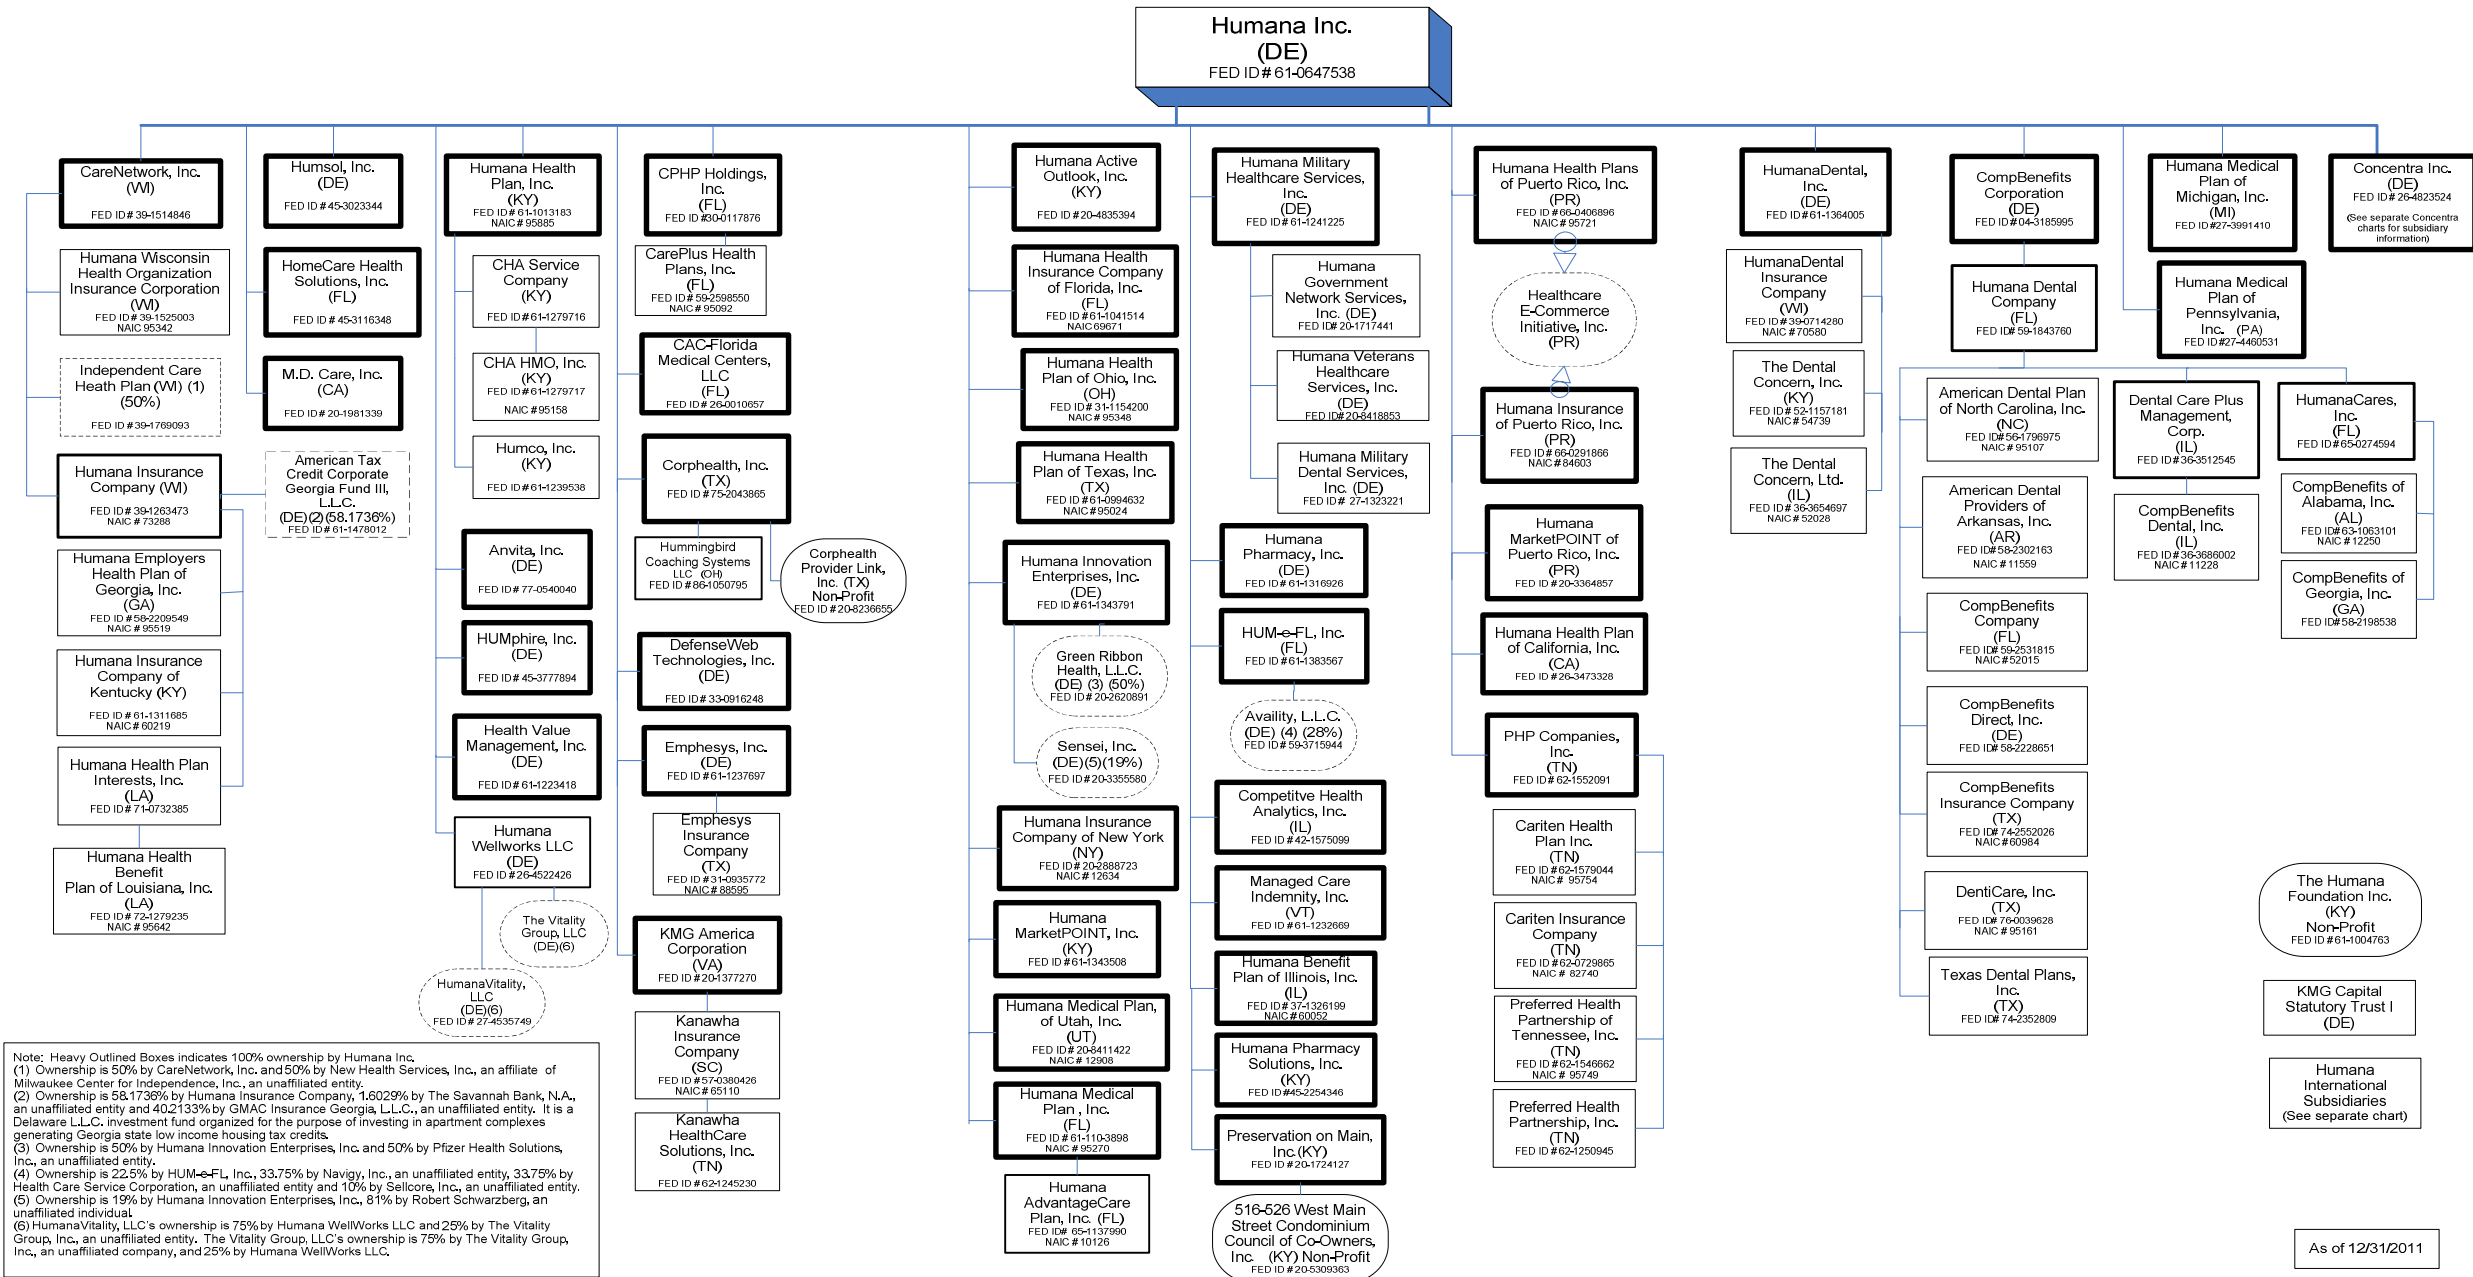 Humana Inc.
(DE)
FED ID# 61-0647538
CareNetwork, Inc.
(WI)
FED ID# 39-1514846
Humana Wisconsin
Health Organization
Insurance Corporation
(WI)
FED ID# 39-1525003
NAIC 95342
Independent Care
Heath Plan (WI) (1)
(50%)
FED ID# 39-1769093
Humana Insurance
Company (WI)
FED ID# 39-1263473
NAIC # 73288
American Tax
Credit Corporate
Georgia Fund III,
L.L.C.
(DE)(2)(58.1736%)
FED ID# 61-1478012
Humana Employers
Health Plan of
Georgia, Inc.
(GA)
FED ID# 58-2209549
NAIC # 95519
Humana Insurance
Company of
Kentucky (KY)
FED ID# 61-1311685
NAIC # 60219
Humana Health Plan
Interests, Inc.
(LA)
FED ID# 71-0732385
Humana Health
Benefit
Plan of Louisiana, Inc.
(LA)
FED ID# 72-1279235
NAIC # 95642
Humsol, Inc.
(DE)
FED ID# 45-3023344
HomeCare Health
Solutions, Inc.
(FL)
FED ID# 45-3116348
M.D. Care, Inc.
(CA)
FED ID# 20-1981339
Humana Health
Plan, Inc.
(KY)
FED ID# 61-1013183
NAIC # 95885
CHA Service
Company
(KY)
FED ID# 61-1279716
CHA HMO, Inc.
(KY)
FED ID# 61-1279717
NAIC # 95158
Humco, Inc.
(KY)
FED ID# 61-1239538
Anvita, Inc.
(DE)
FED ID# 77-0540040
HUMphire, Inc.
(DE)
FED ID# 45-3777894
Health Value
Management, Inc.
(DE)
FED ID# 61-1223418
Humana
Wellworks LLC
(DE)
FED ID# 26-4522426
The Vitality
Group, LLC
(DE)(6)
HumanaVitality,
LLC
(DE)(6)
FED ID# 27-4535749
CPHP Holdings,
Inc.
(FL)
FED ID#30-0117876
CarePlus Health
Plans, Inc.
(FL)
FED ID# 59-2598550
NAIC # 95092
CAC-Florida
Medical Centers,
LLC
(FL)
FED ID# 26-0010657
Corphealth, Inc.
(TX)
FED ID# 75-2043865
Hummingbird
Coaching Systems
LLC (OH)
FED ID# 86-1050795
Corphealth
Provider Link,
Inc. (TX)
Non-Profit
FED ID# 20-8236655
DefenseWeb
Technologies, Inc.
(DE)
FED ID# 33-0916248
Emphesys, Inc.
(DE)
FED ID# 61-1237697
Emphesys
Insurance
Company
(TX)
FED ID# 31-0935772
NAIC # 88595
KMG America
Corporation
(VA)
FED ID# 20-1377270
Kanawha
Insurance
Company
(SC)
FED ID# 57-0380426
NAIC # 65110
Kanawha
HealthCare
Solutions, Inc.
(TN)
FED ID# 62-1245230
Humana Active
Outlook, Inc.
(KY)
FED ID# 20-4835394
Humana Health
Insurance Company
of Florida, Inc.
(FL)
FED ID# 61-1041514
NAIC 69671
Humana Health
Plan of Ohio, Inc.
(OH)
FED ID# 31-1154200
NAIC # 95348
Humana Health
Plan of Texas, Inc.
(TX)
FED ID# 61-0994632
NAIC # 95024
Humana Innovation
Enterprises, Inc.
(DE)
FED ID# 61-1343791
Green Ribbon
Health, L.L.C.
(DE) (3) (50%)
FED ID# 20-2620891
Sensei, Inc.
(DE)(5)(19%)
FED ID# 20-3355580
Humana Insurance
Company of New York
(NY)
FED ID# 20-2888723
NAIC # 12634
Humana
MarketPOINT, Inc.
(KY)
FED ID# 61-1343508
Humana Medical Plan,
of Utah, Inc.
(UT)
FED ID# 20-8411422
NAIC # 12908
Humana Medical
Plan , Inc.
(FL)
FED ID# 61-110-3898
NAIC # 95270
Humana
AdvantageCare
Plan, Inc. (FL)
FED ID# 65-1137990
NAIC # 10126
Humana Military
Healthcare Services,
Inc.
(DE)
FED ID# 61-1241225
Humana
Government
Network Services,
Inc. (DE)
FED ID# 20-1717441
Humana Veterans
Healthcare
Services, Inc.
(DE)
FED ID# 20-8418853
Humana Military
Dental Services,
Inc. (DE)
FED ID# 27-1323221
Humana
Pharmacy, Inc.
(DE)
FED ID# 61-1316926
HUM-e-FL, Inc.
(FL)
FED ID# 61-1383567
Availity, L.L.C.
(DE) (4) (28%)
FED ID# 59-3715944
Competitve Health
Analytics, Inc.
(IL)
FED ID# 42-1575099
Managed Care
Indemnity, Inc.
(VT)
FED ID# 61-1232669
Humana Benefit
Plan of Illinois, Inc.
(IL)
FED ID# 37-1326199
NAIC # 60052
Humana Pharmacy
Solutions, Inc.
(KY)
FED ID#45-2254346
Preservation on Main,
Inc.(KY)
FED ID# 20-1724127
516-526 West Main
Street Condominium
Council of Co-Owners,
Inc. (KY) Non-Profit
FED ID# 20-5309363
Humana Health Plans
of Puerto Rico, Inc.
(PR)
FED ID# 66-0406896
NAIC # 95721
Healthcare
E-Commerce
Initiative, Inc.
(PR)
Humana Insurance
of Puerto Rico, Inc.
(PR)
FED ID# 66-0291866
NAIC # 84603
Humana
MarketPOINT of
Puerto Rico, Inc.
(PR)
FED ID# 20-3364857
Humana Health Plan
of California, Inc.
(CA)
FED ID# 26-3473328
PHP Companies,
Inc.
(TN)
FED ID# 62-1552091
Cariten Health
Plan Inc.
(TN)
FED ID# 62-1579044
NAIC # 95754
Cariten Insurance
Company
(TN)
FED ID# 62-0729865
NAIC # 82740
Preferred Health
Partnership of
Tennessee, Inc.
(TN)
FED ID# 62-1546662
NAIC # 95749
Preferred Health
Partnership, Inc.
(TN)
FED ID# 62-1250945
HumanaDental,
Inc.
(DE)
FED ID# 61-1364005
HumanaDental
Insurance
Company
(WI)
FED ID# 39-0714280
NAIC # 70580
The Dental
Concern, Inc.
(KY)
FED ID# 52-1157181
NAIC # 54739
The Dental
Concern, Ltd.
(IL)
FED ID# 36-3654697
NAIC # 52028
CompBenefits
Corporation
(DE)
FED ID# 04-3185995
Humana Dental
Company
(FL)
FED ID# 59-1843760
American Dental Plan
of North Carolina, Inc.
(NC)
FED ID# 56-1796975
NAIC # 95107
American Dental
Providers of
Arkansas, Inc.
(AR)
FED ID# 58-2302163
NAIC # 11559
CompBenefits
Company
(FL)
FED ID# 59-2531815
NAIC # 52015
CompBenefits
Direct, Inc.
(DE)
FED ID# 58-2228651
CompBenefits
Insurance Company
(TX)
FED ID# 74-2552026
NAIC # 60984
DentiCare, Inc.
(TX)
FED ID# 76-0039628
NAIC # 95161
Texas Dental Plans,
Inc.
(TX)
FED ID# 74-2352809
Dental Care Plus
Management,
Corp.
(IL)
FED ID# 36-3512545
CompBenefits
Dental, Inc.
(IL)
FED ID# 36-3686002
NAIC # 11228
HumanaCares,
Inc.
(FL)
FED ID# 65-0274594
CompBenefits of
Alabama, Inc.
(AL)
FED ID# 63-1063101
NAIC # 12250
CompBenefits of
Georgia, Inc.
(GA)
FED ID# 58-2198538
Humana Medical
Plan of
Michigan, Inc.
(MI)
FED ID#27-3991410
Humana Medical
Plan of
Pennsylvania,
Inc. (PA)
FED ID#27-4460531
Concentra Inc.
(DE)
FED ID# 26-4823524
(See separate Concentra
charts for subsidiary
information)
The Humana
Foundation Inc.
(KY)
Non-Profit
FED ID# 61-1004763
KMG Capital
Statutory Trust I
(DE)
Humana
International
Subsidiaries
(See separate chart)
Note: Heavy Outlined Boxes indicates 100% ownership by Humana Inc.
(1) Ownership is 50% by CareNetwork, Inc. and 50% by New Health Services, Inc., an affiliate of
Milwaukee Center for Independence, Inc., an unaffiliated entity.
(2) Ownership is 58.1736% by Humana Insurance Company, 1.6029% by The Savannah Bank, N.A.,
an unaffiliated entity and 40.2133% by GMAC Insurance Georgia, L.L.C., an unaffiliated entity. It is a
Delaware L.L.C. investment fund organized for the purpose of investing in apartment complexes
generating Georgia state low income housing tax credits.
(3) Ownership is 50% by Humana Innovation Enterprises, Inc. and 50% by Pfizer Health Solutions,
Inc., an unaffiliated entity.
(4) Ownership is 22.5% by HUM-e-FL, Inc., 33.75% by Navigy, Inc., an unaffiliated entity, 33.75% by
Health Care Service Corporation, an unaffiliated entity and 10% by Sellcore, Inc., an unaffiliated entity.
(5) Ownership is 19% by Humana Innovation Enterprises, Inc., 81% by Robert Schwarzberg, an
unaffiliated individual.
(6) HumanaVitality, LLC's ownership is 75% by Humana WellWorks LLC and 25% by The Vitality
Group, Inc., an unaffiliated entity. The Vitality Group, LLC's ownership is 75% by The Vitality Group,
Inc., an unaffiliated company, and 25% by Humana WellWorks LLC.
As of 12/31/2011